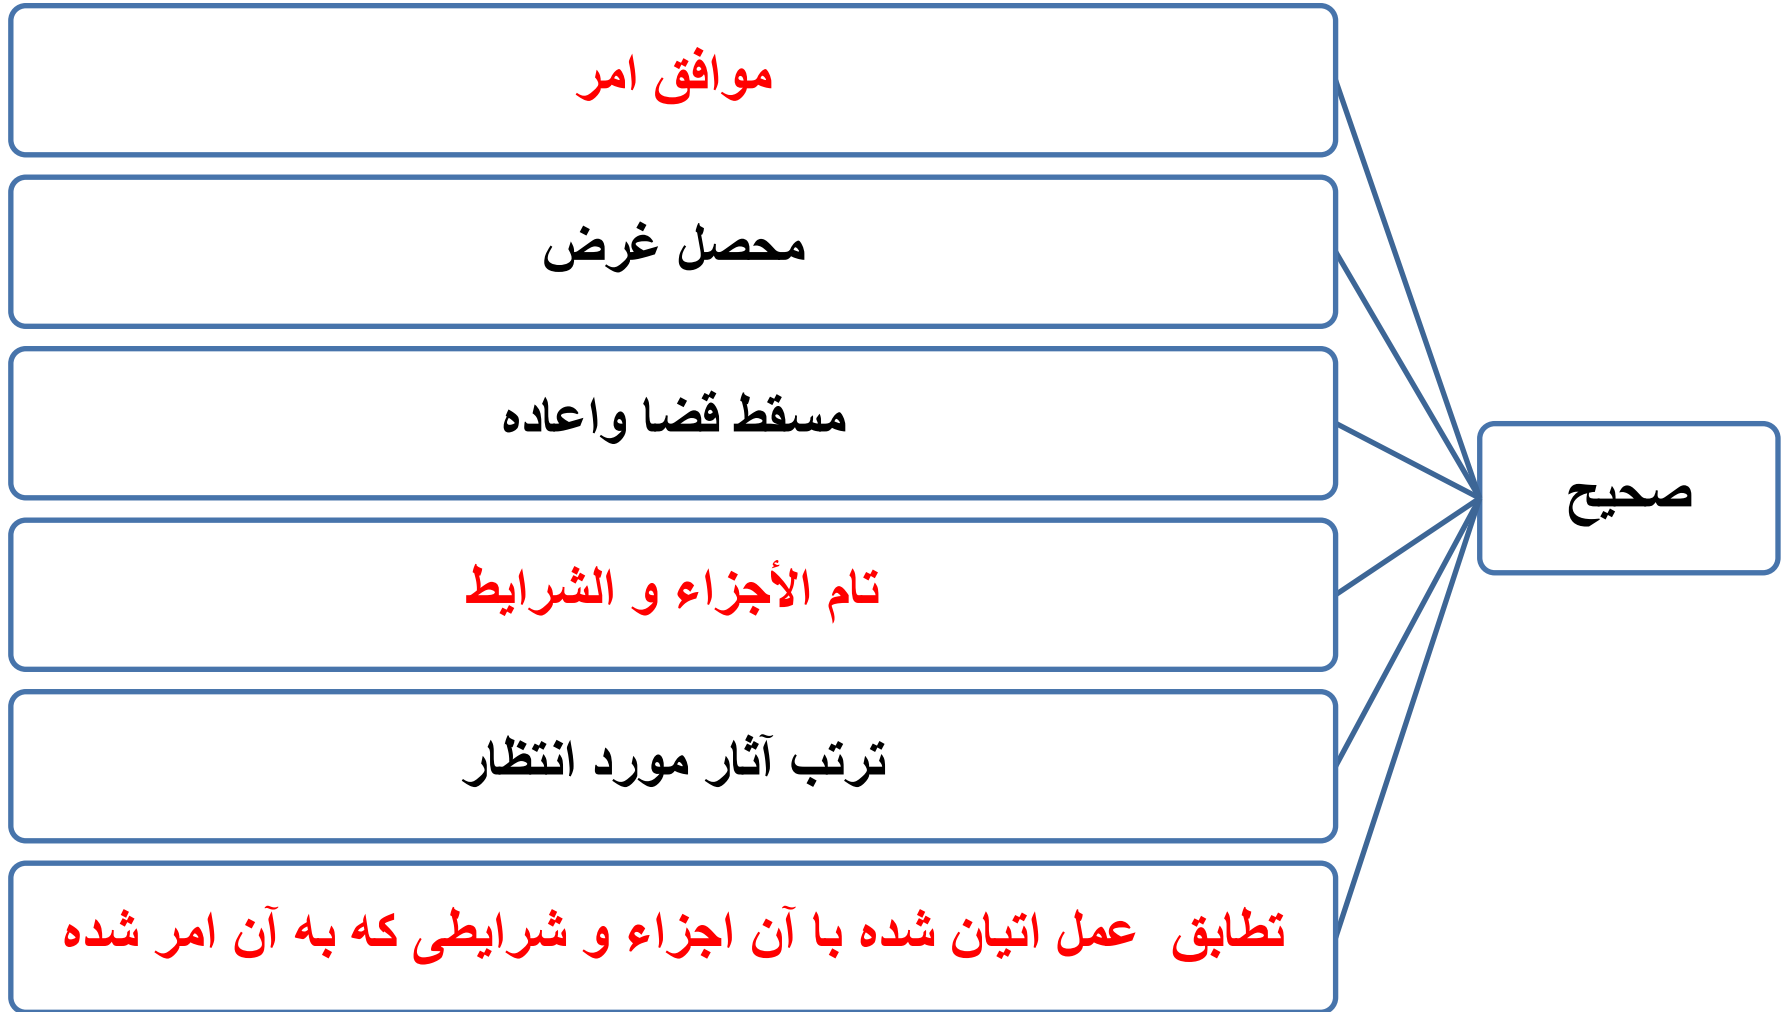 صحیح
موافق امر
محصل غرض
مسقط قضا واعاده
تام الأجزاء و الشرایط
ترتب آثار مورد انتظار
تطابق عمل اتیان شده با آن اجزاء و شرایطی که به آن امر شده